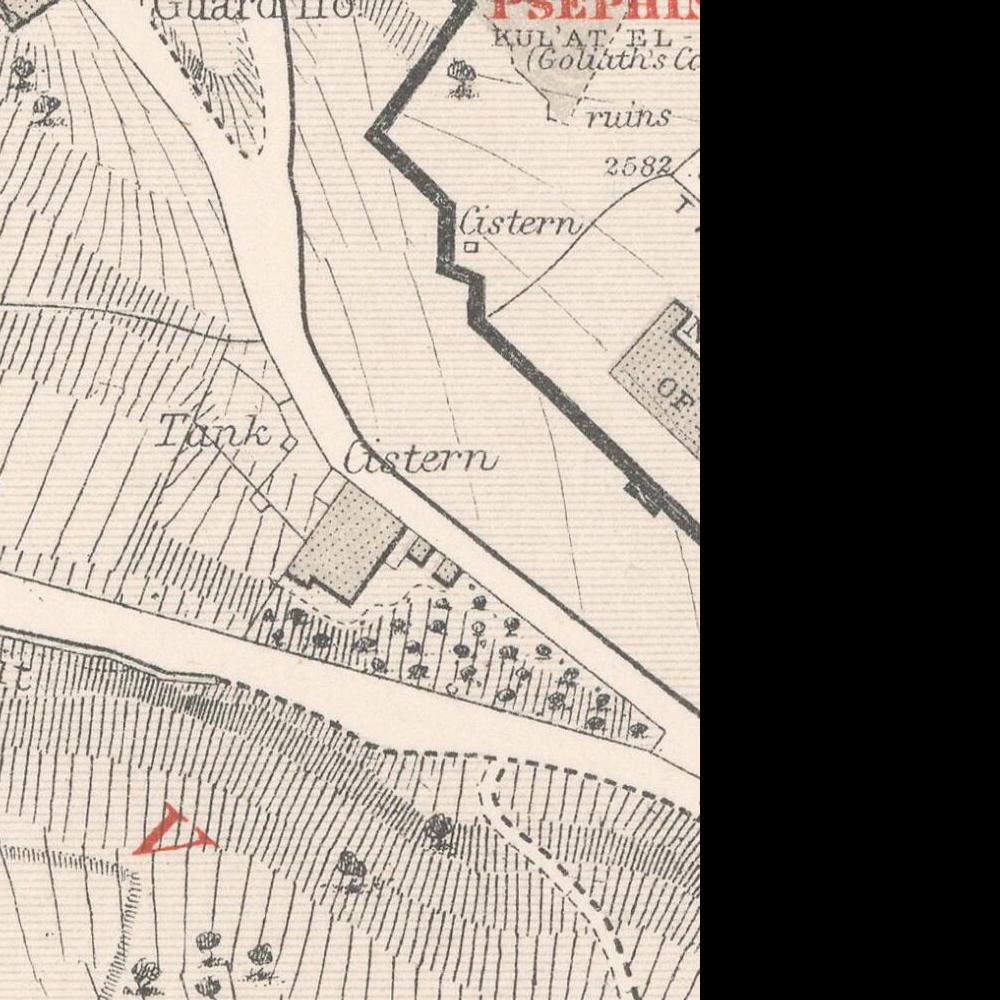 Guard Ho.
PSEPHIN
KUL'AT EL-
(Goliath's Ca
ruins
2582
Cistern
OF
Tank
Cistern
V